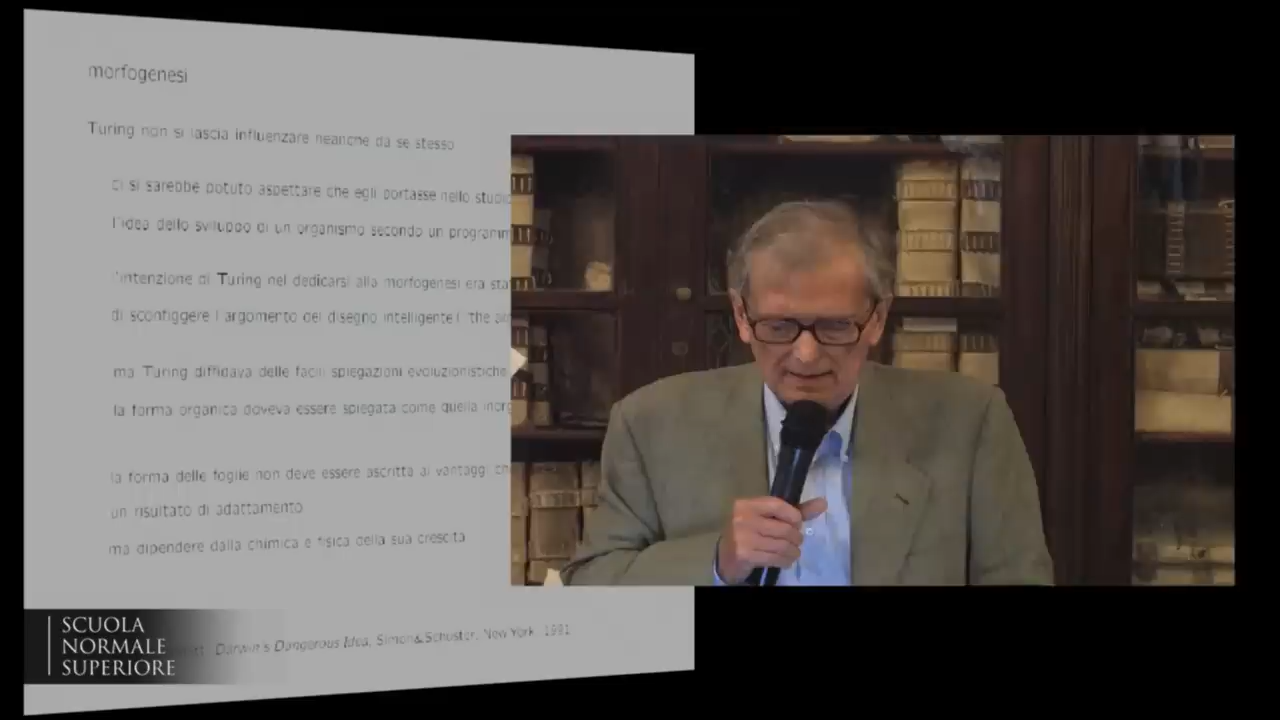 morfogenesi
Turing non si lascia influenzare neanche da se stesso
ci si sarebbe potuto aspettare che egli portasse nello studio
l'idea dello sviluppo di un organismo secondo un programm
l'intenzione di Turing nel dedicarsi alla morfogenesi era sta
di sconfiggere l'argomento del disegno intelligente ( the ar
ma Turing diffidava delle facili spiegazioni evoluzionistiche
la forma organica doveva essere spiegata come quella inorg
la forma delle foglie non deve essere ascritta ai vantaggi ch
un risultato di adattamento
ma dipendere dalla chimica e fisica della sua crescita
Darwin's Dangerous Idea, Simon&Schuster, New York, 1991
SCUOLA
NORMALE
SUPERIORE